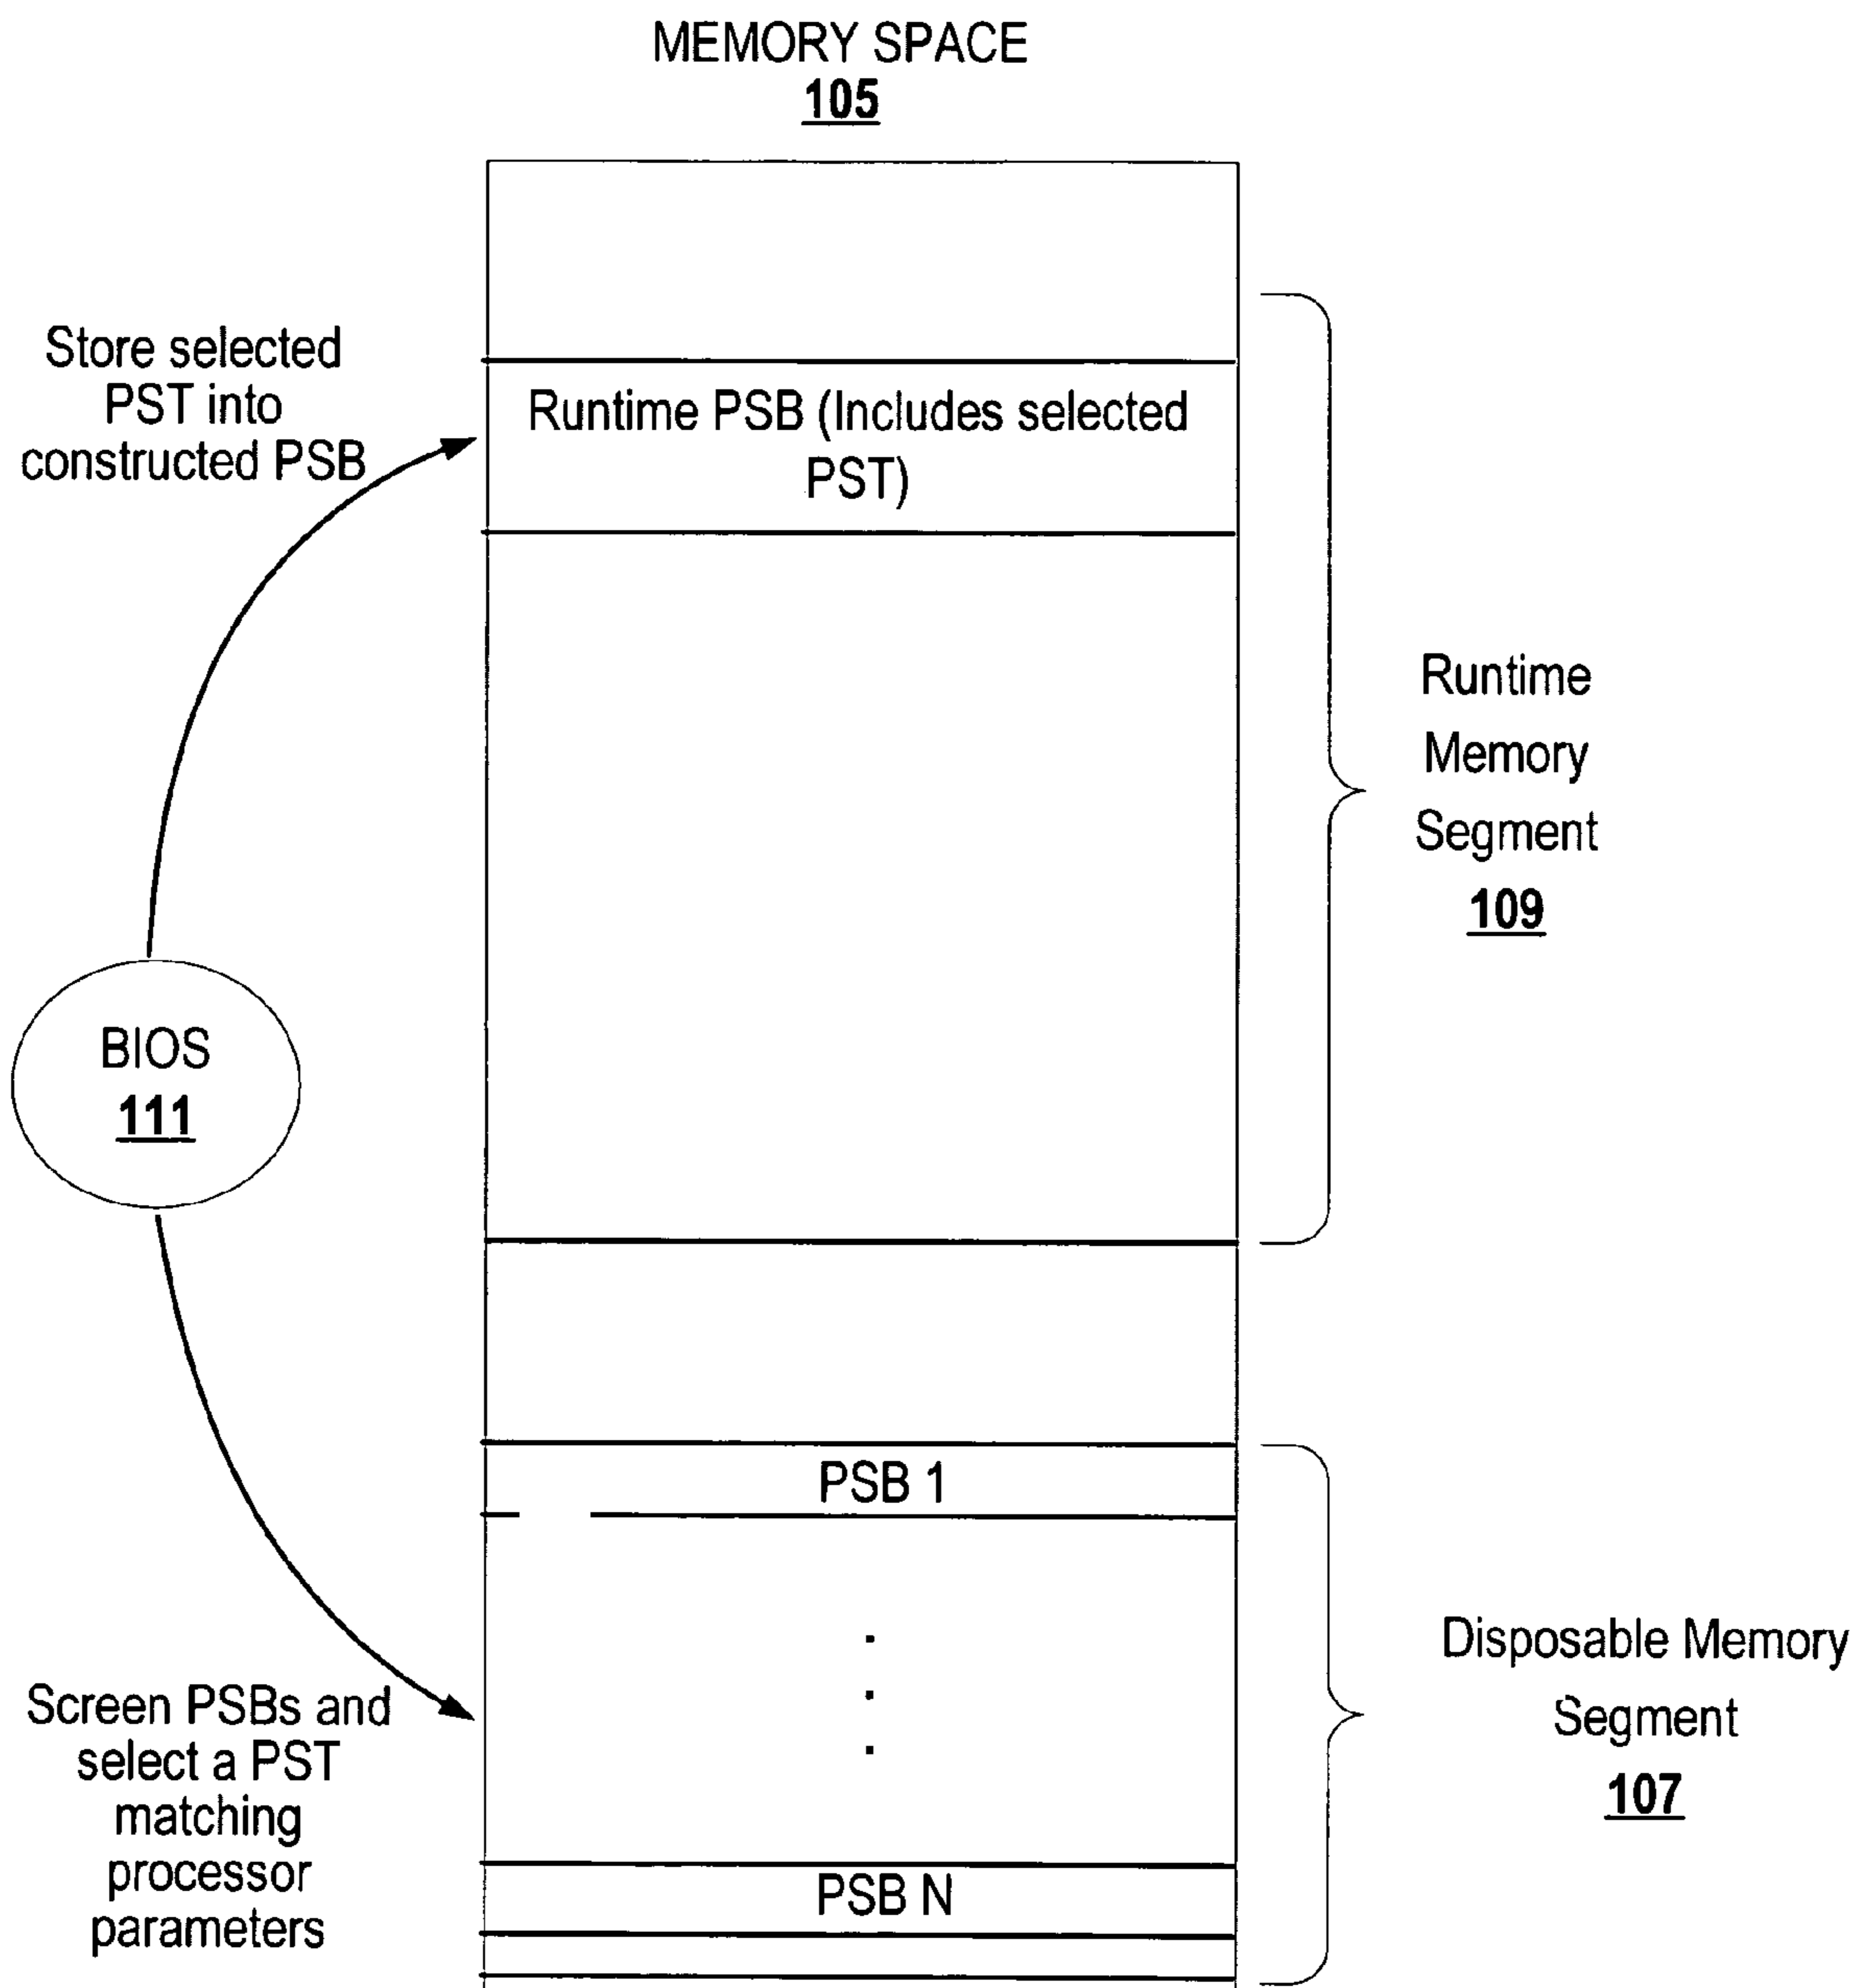 MEMORY SPACE
105
Store selected
PST into
constructed PSB
Runtime PSB (Includes selected
PST)
Runtime
Memory
Segment
109
BIOS
111
PSB 1
Screen PSBs and
select a PST
matching
processor
parameters
PSB N
Disposable Memory
Segment
107